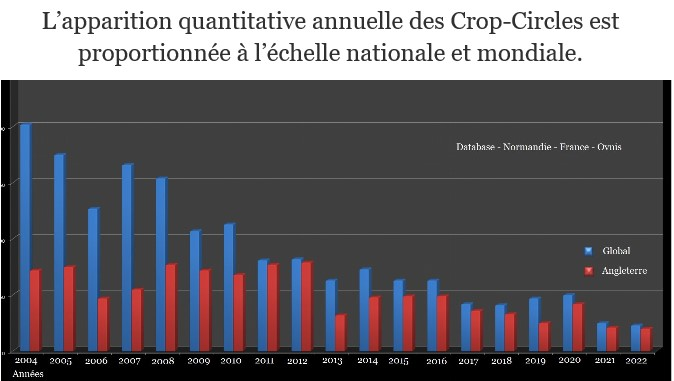 L’apparition quantitative annuelle des Crop-Circles est
proportionnée à l’échelle nationale et mondiale.
Database - Normandie - France - Ovnis
Global
Angleterre
2004 2005 2006 2007 2008 2009 2010 2011 2012 2013 2014 2015 2016 2017 2018 2019 2020 2021 2022
Années